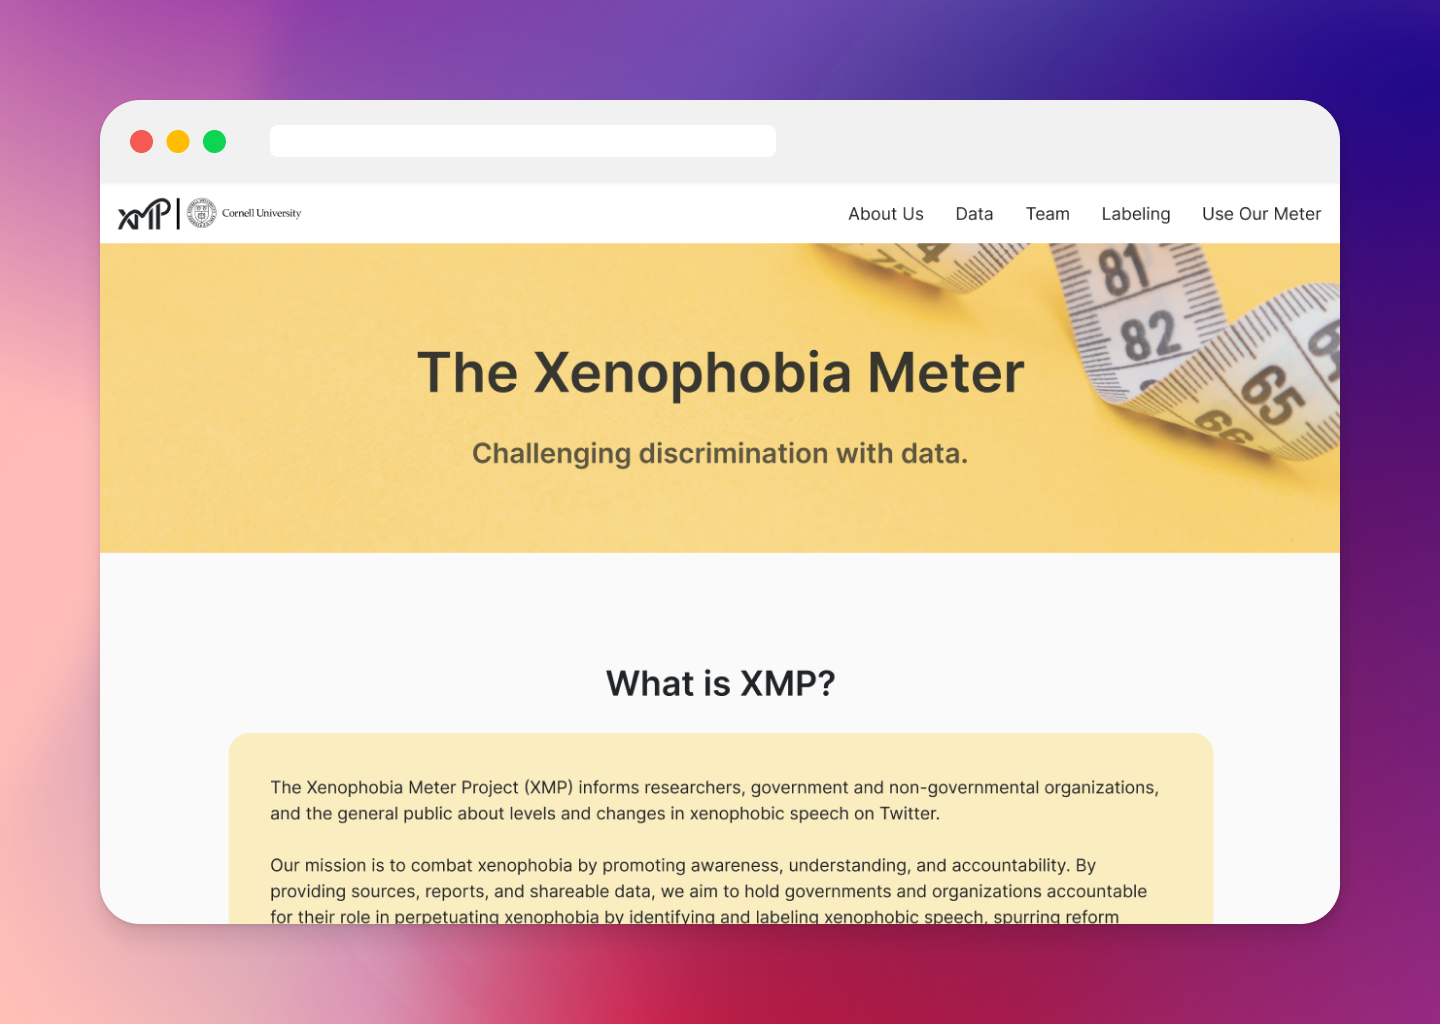 XMP | Cornell University
About Us Data Team Labeling Use Our Meter
74 75 81 82 64 65 66
The Xenophobia Meter
Challenging discrimination with data.
What is XMP?
The Xenophobia Meter Project (XMP) informs researchers, government and non-governmental organizations,
and the general public about levels and changes in xenophobic speech on Twitter.
Our mission is to combat xenophobia by promoting awareness, understanding, and accountability. By
providing sources, reports, and shareable data, we aim to hold governments and organizations accountable
for their role in perpetuating xenophobia by identifying and labeling xenophobic speech, spurring reform